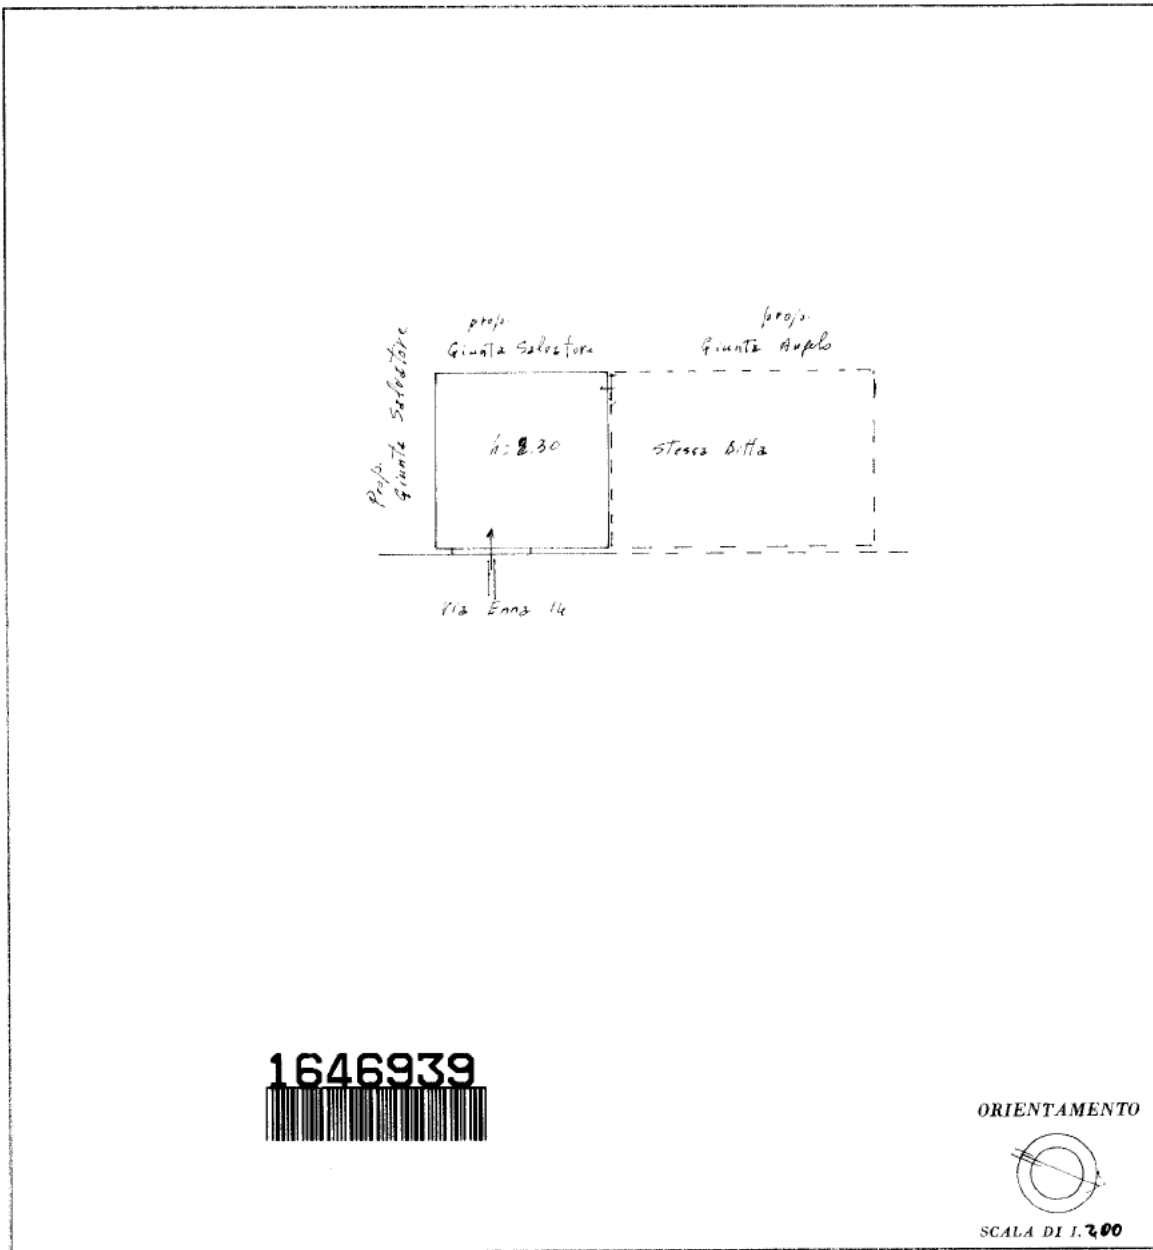 prop.
Giunta Salvatore
prop.
Giunta Angelo
Prop.
Giunta Salvatore
h=2.30
stessa Ditta
Via Enna 14
1646939
ORIENTAMENTO
SCALA DI 1.200